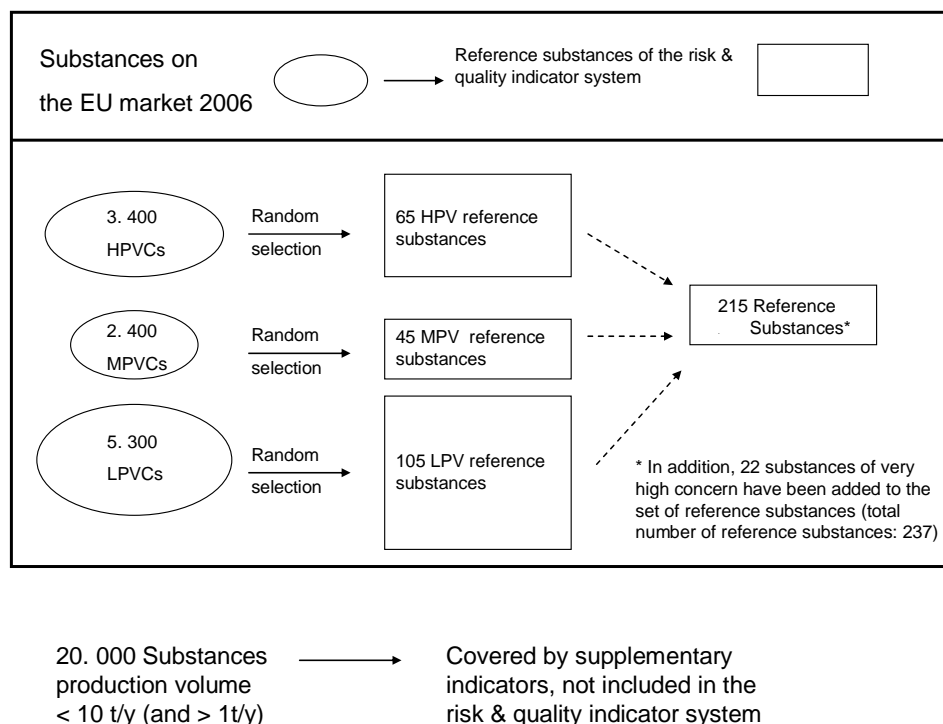 Substances on
the EU market 2006
Reference substances of the risk &
quality indicator system
3. 400
HPVCs
Random
selection
65 HPV reference
substances
2. 400
MPVCs
Random
selection
45 MPV reference
substances
5. 300
LPVCs
Random
selection
105 LPV reference
substances
215 Reference
Substances*
* In addition, 22 substances of very
high concern have been added to the
set of reference substances (total
number of reference substances: 237)
20. 000 Substances
production volume
< 10 t/y (and > 1t/y)
Covered by supplementary
indicators, not included in the
risk & quality indicator system